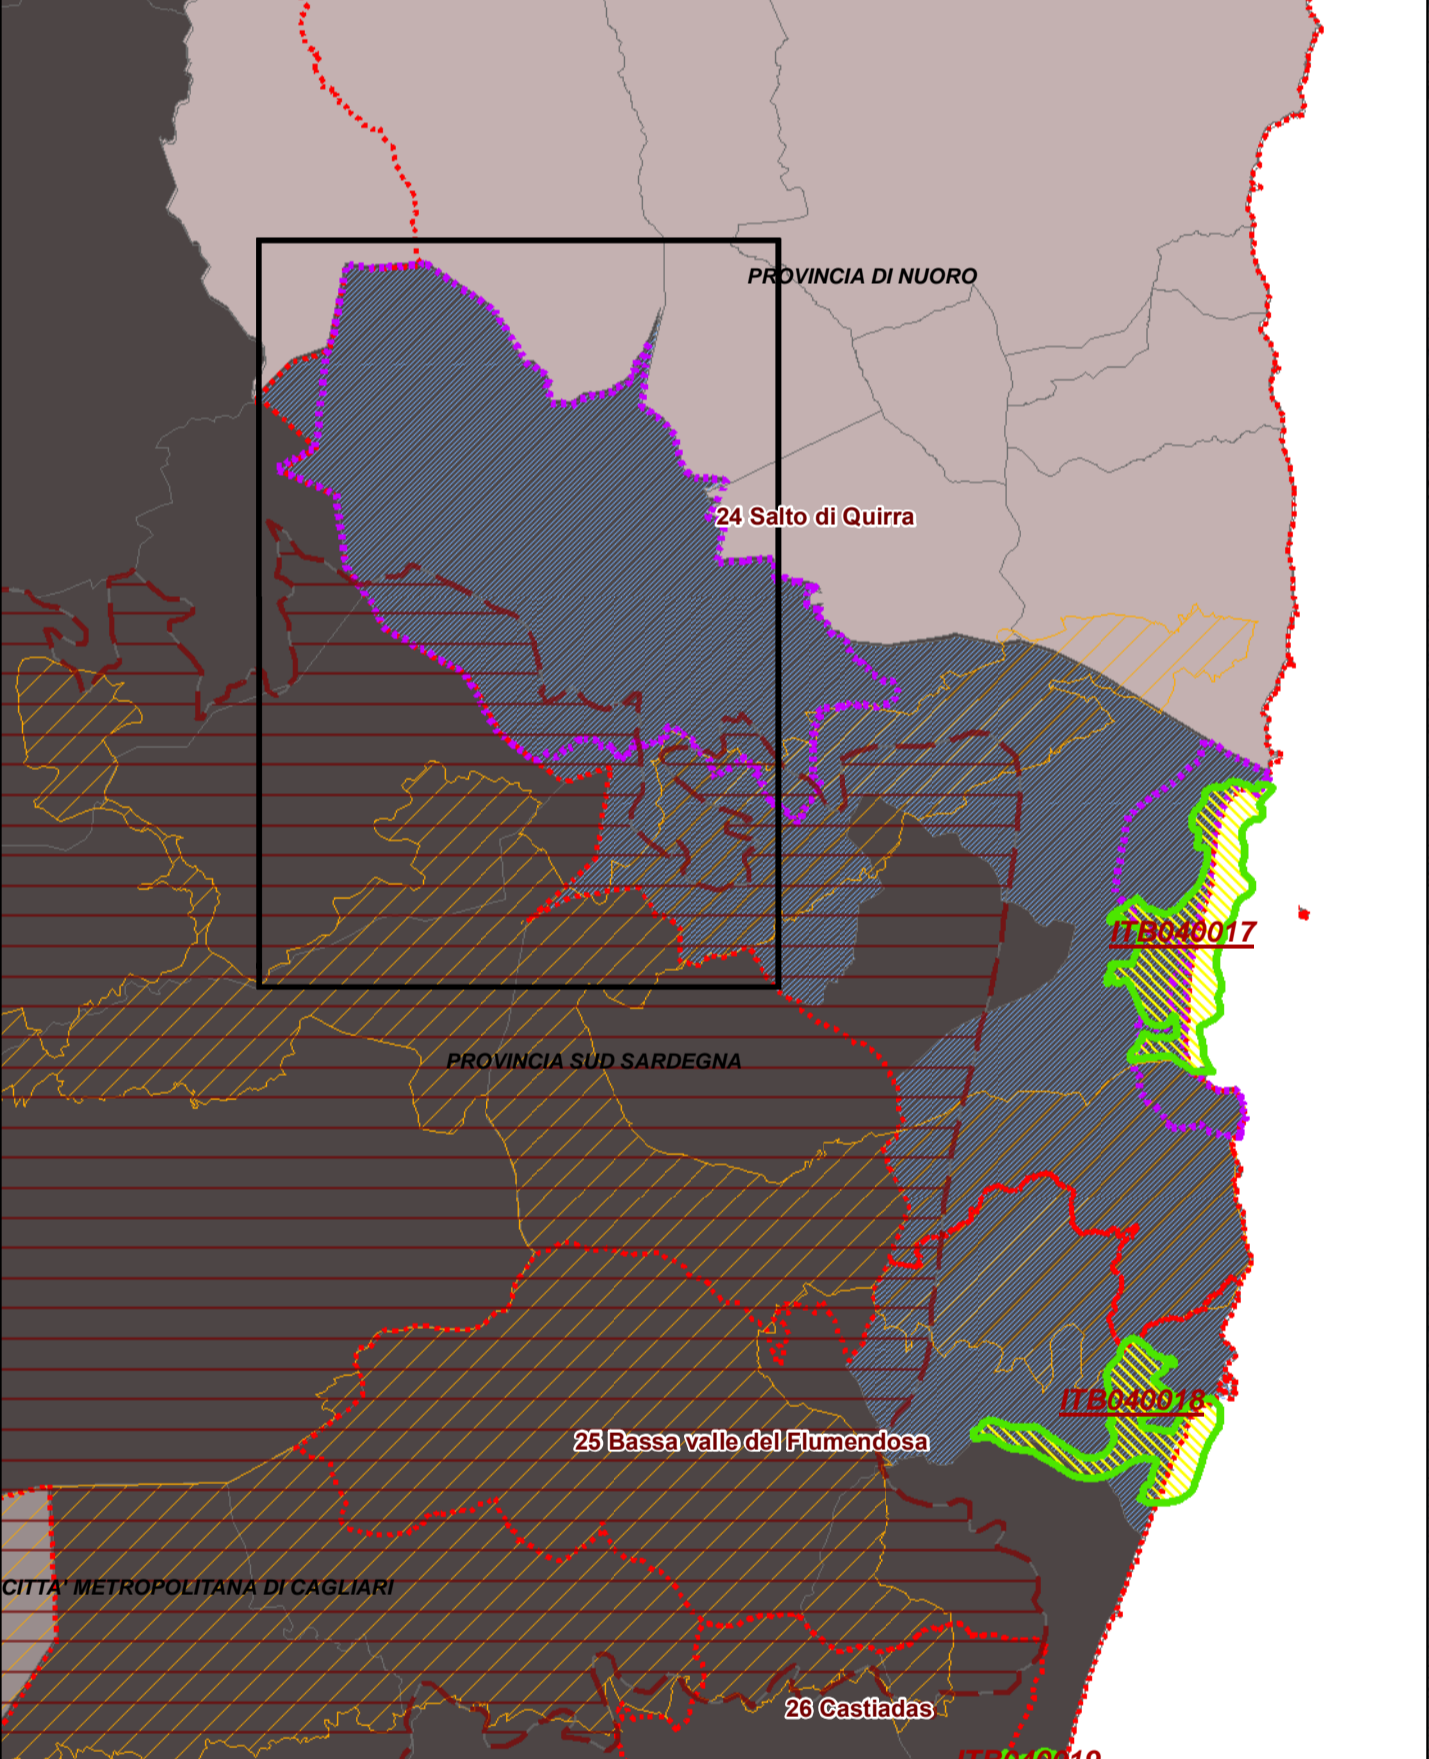 PROVINCIA DI NUORO
24 Salto di Quirra
ITB040017
PROVINCIA SUD SARDEGNA
ITB040018
25 Bassa valle del Flumendosa
CITTA' METROPOLITANA DI CAGLIARI
26 Castiadas
ITB040019